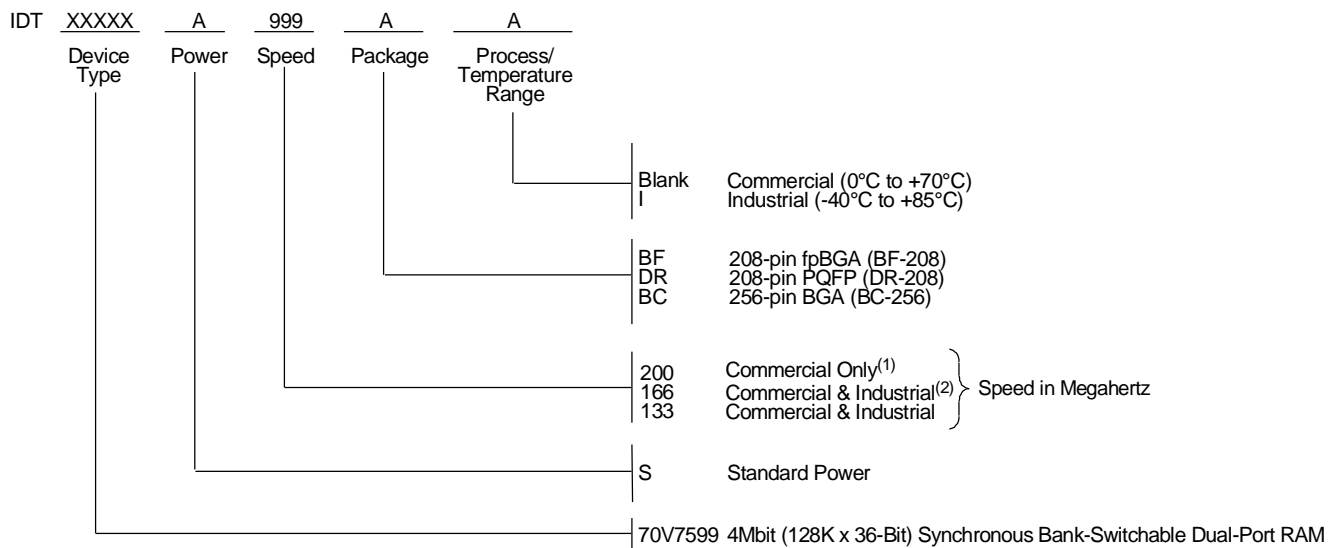 IDT XXXXX A 999 A A
Device Type Power Speed Package Process/ Temperature Range
Blank Commercial (0°C to +70°C)
I Industrial (-40°C to +85°C)
BF 208-pin fpBGA (BF-208)
DR 208-pin PQFP (DR-208)
BC 256-pin BGA (BC-256)
200 Commercial Only(1)
166 Commercial & Industrial(2) Speed in Megahertz
133 Commercial & Industrial
S Standard Power
70V7599 4Mbit (128K x 36-Bit) Synchronous Bank-Switchable Dual-Port RAM